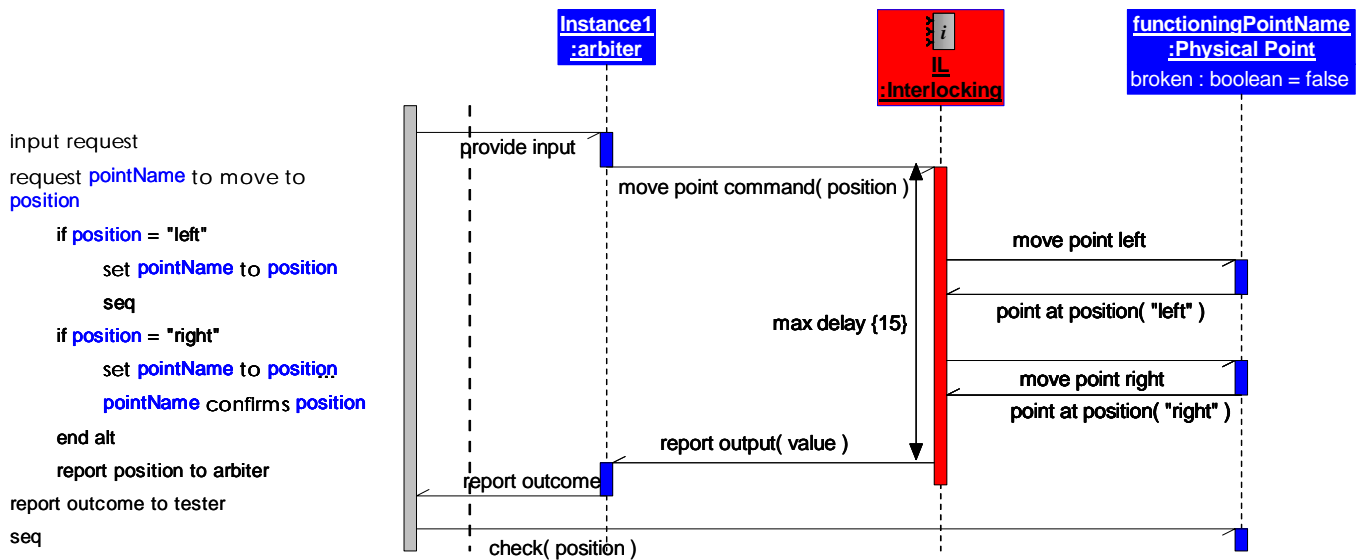 Instance1
:arbiter
i
IL
:Interlocking
functioningPointName
:Physical Point
broken : boolean = false
input request
provide input
request pointName to move to
position
move point command( position )
if position = "left"
move point left
set pointName to position
seq
point at position( "left" )
max delay {15}
if position = "right"
set pointName to position
...
move point right
pointName confirms position
point at position( "right" )
end alt
report output( value )
report position to arbiter
report outcome
report outcome to tester
seq
check( position )